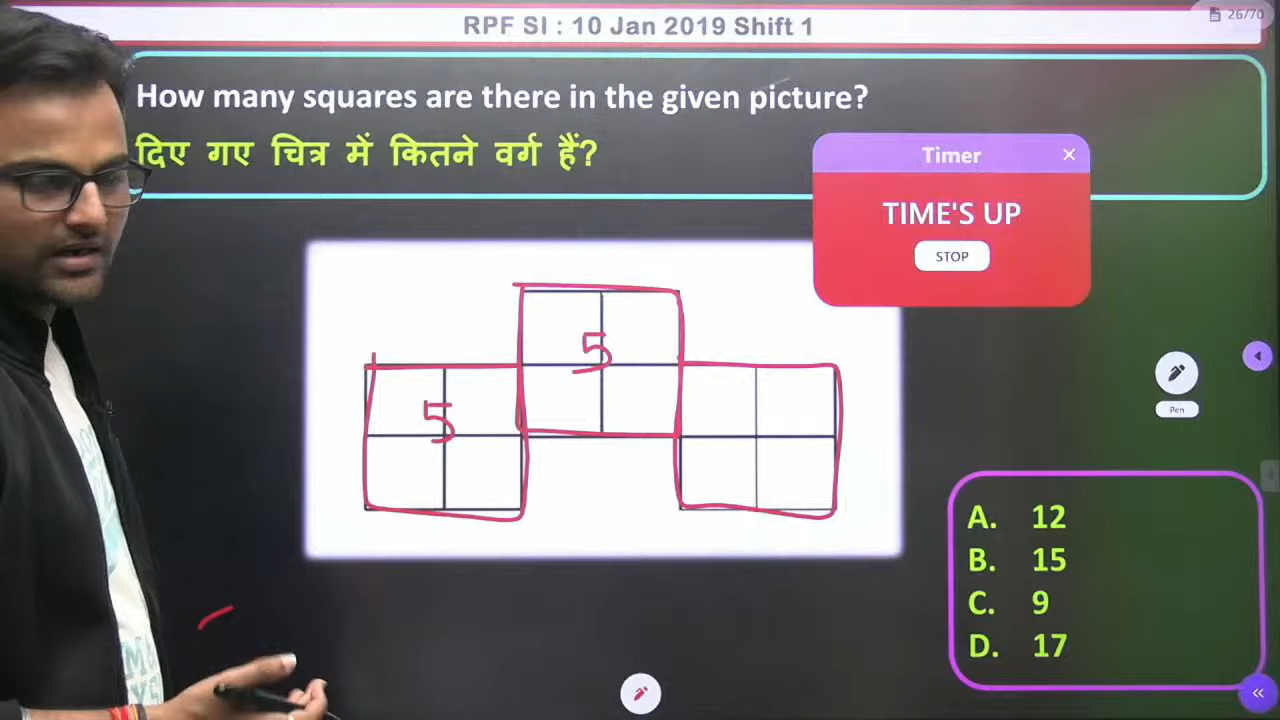 RPF SI : 10 Jan 2019 Shift 1
26/70
How many squares are there in the given picture?
दिए गए चित्र में कितने वर्ग हैं?
Timer
TIME'S UP
STOP
5
5
Pen
A. 12
B. 15
C. 9
D. 17